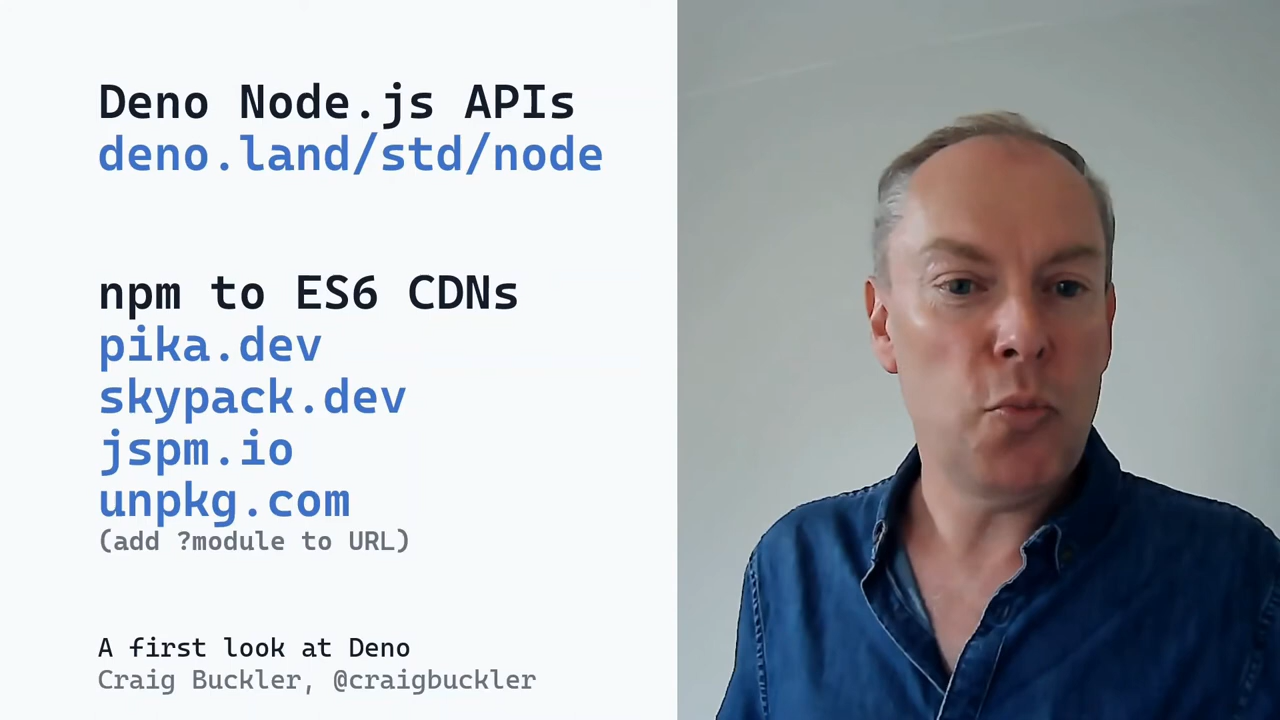 Deno Node.js APIs
deno.land/std/node
npm to ES6 CDNs
pika.dev
skypack.dev
jspm.io
unpkg.com
(add ?module to URL)
A first look at Deno
Craig Buckler, @craigbuckler